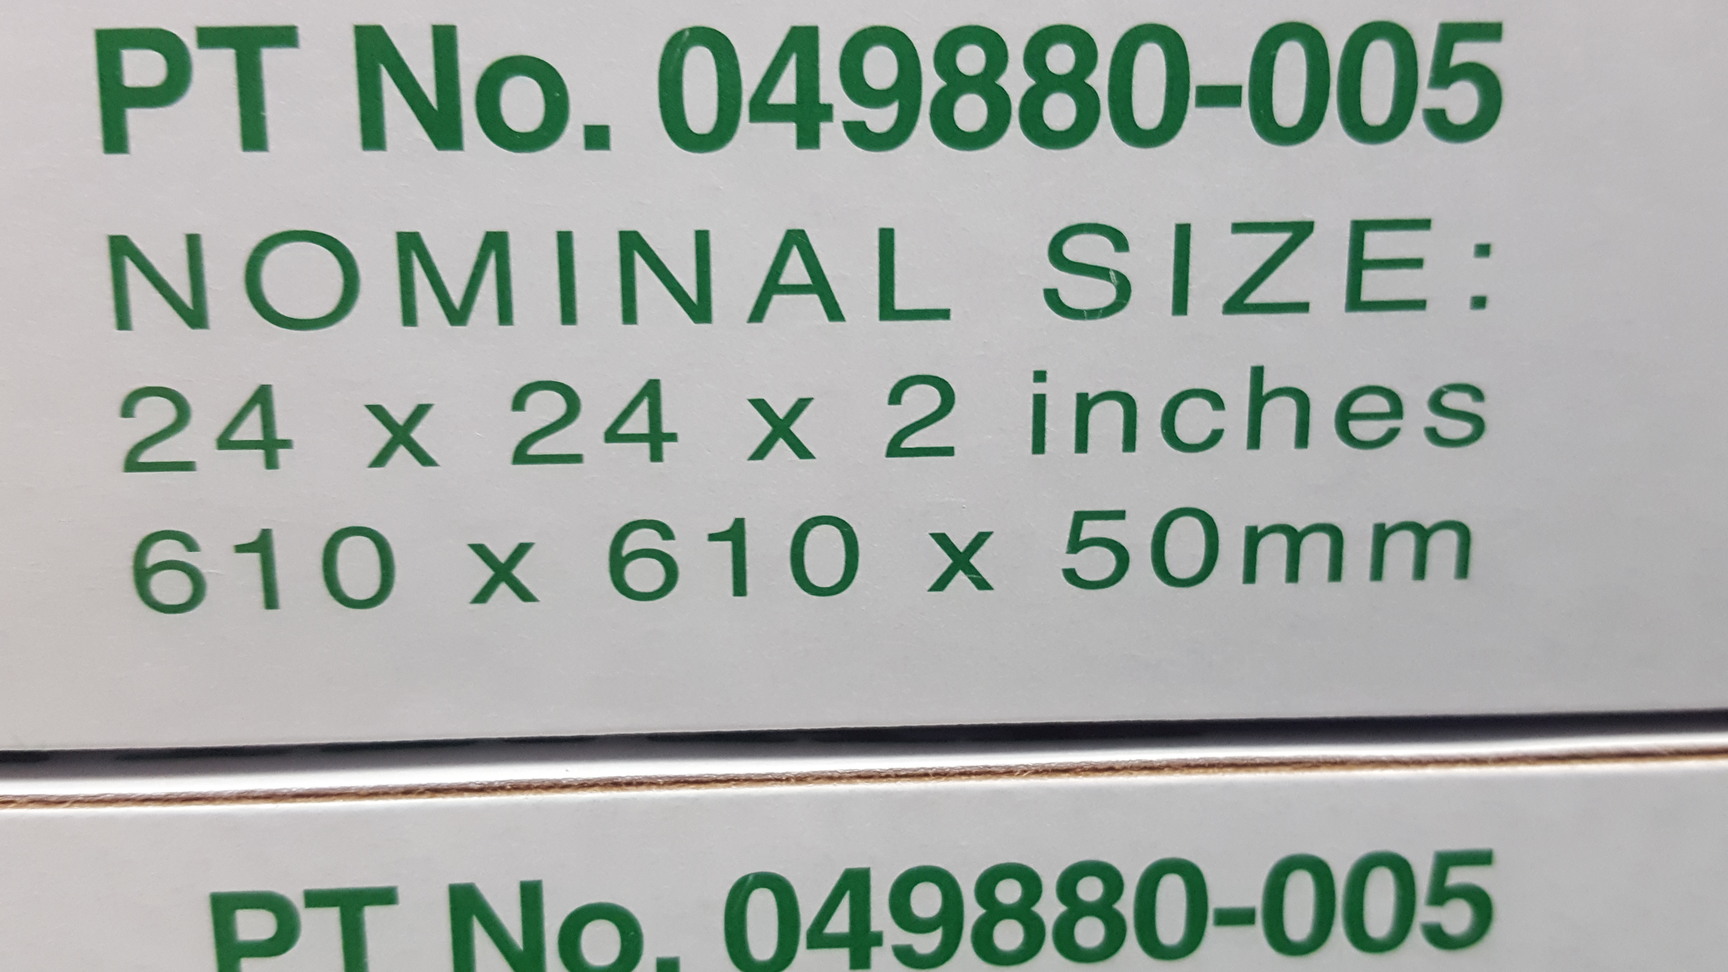 PT No. 049880-005
NOMINAL SIZE:
24 x 24 x 2 inches
610 x 610 x 50mm
PT No. 049880-005